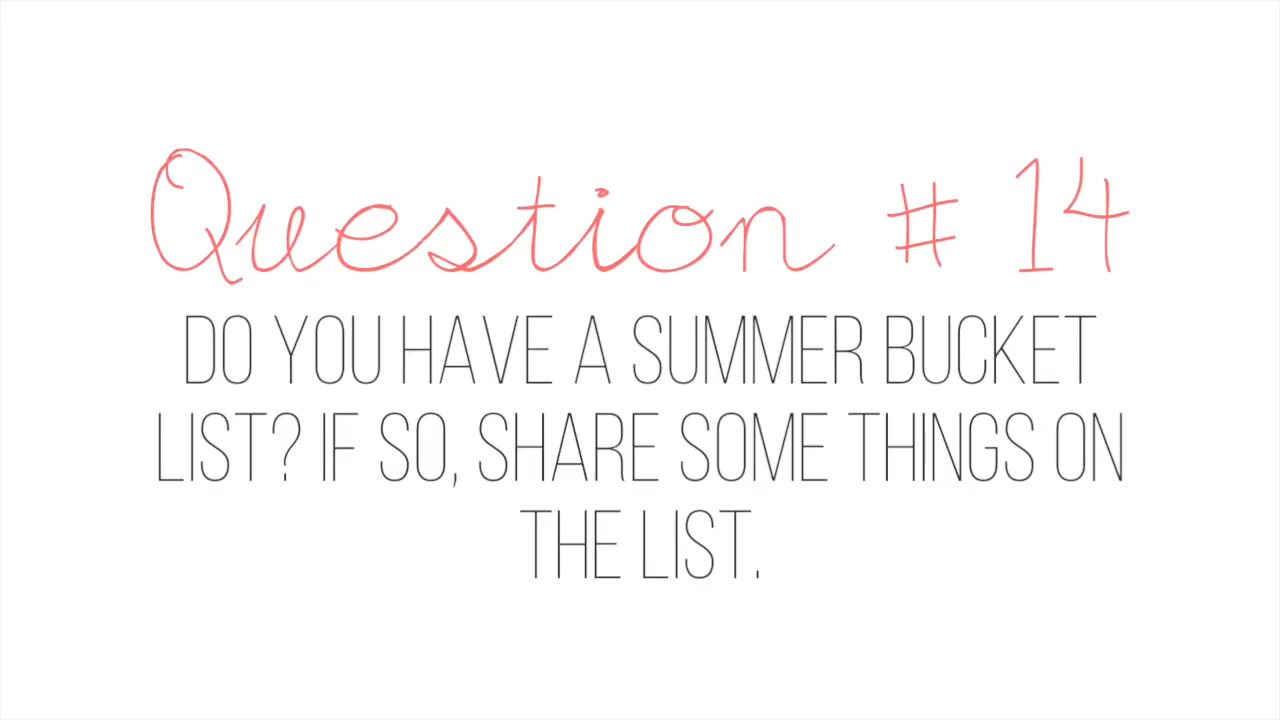 Question # 14
DO YOU HAVE A SUMMER BUCKET
LIST? IF SO, SHARE SOME THINGS ON
THE LIST.